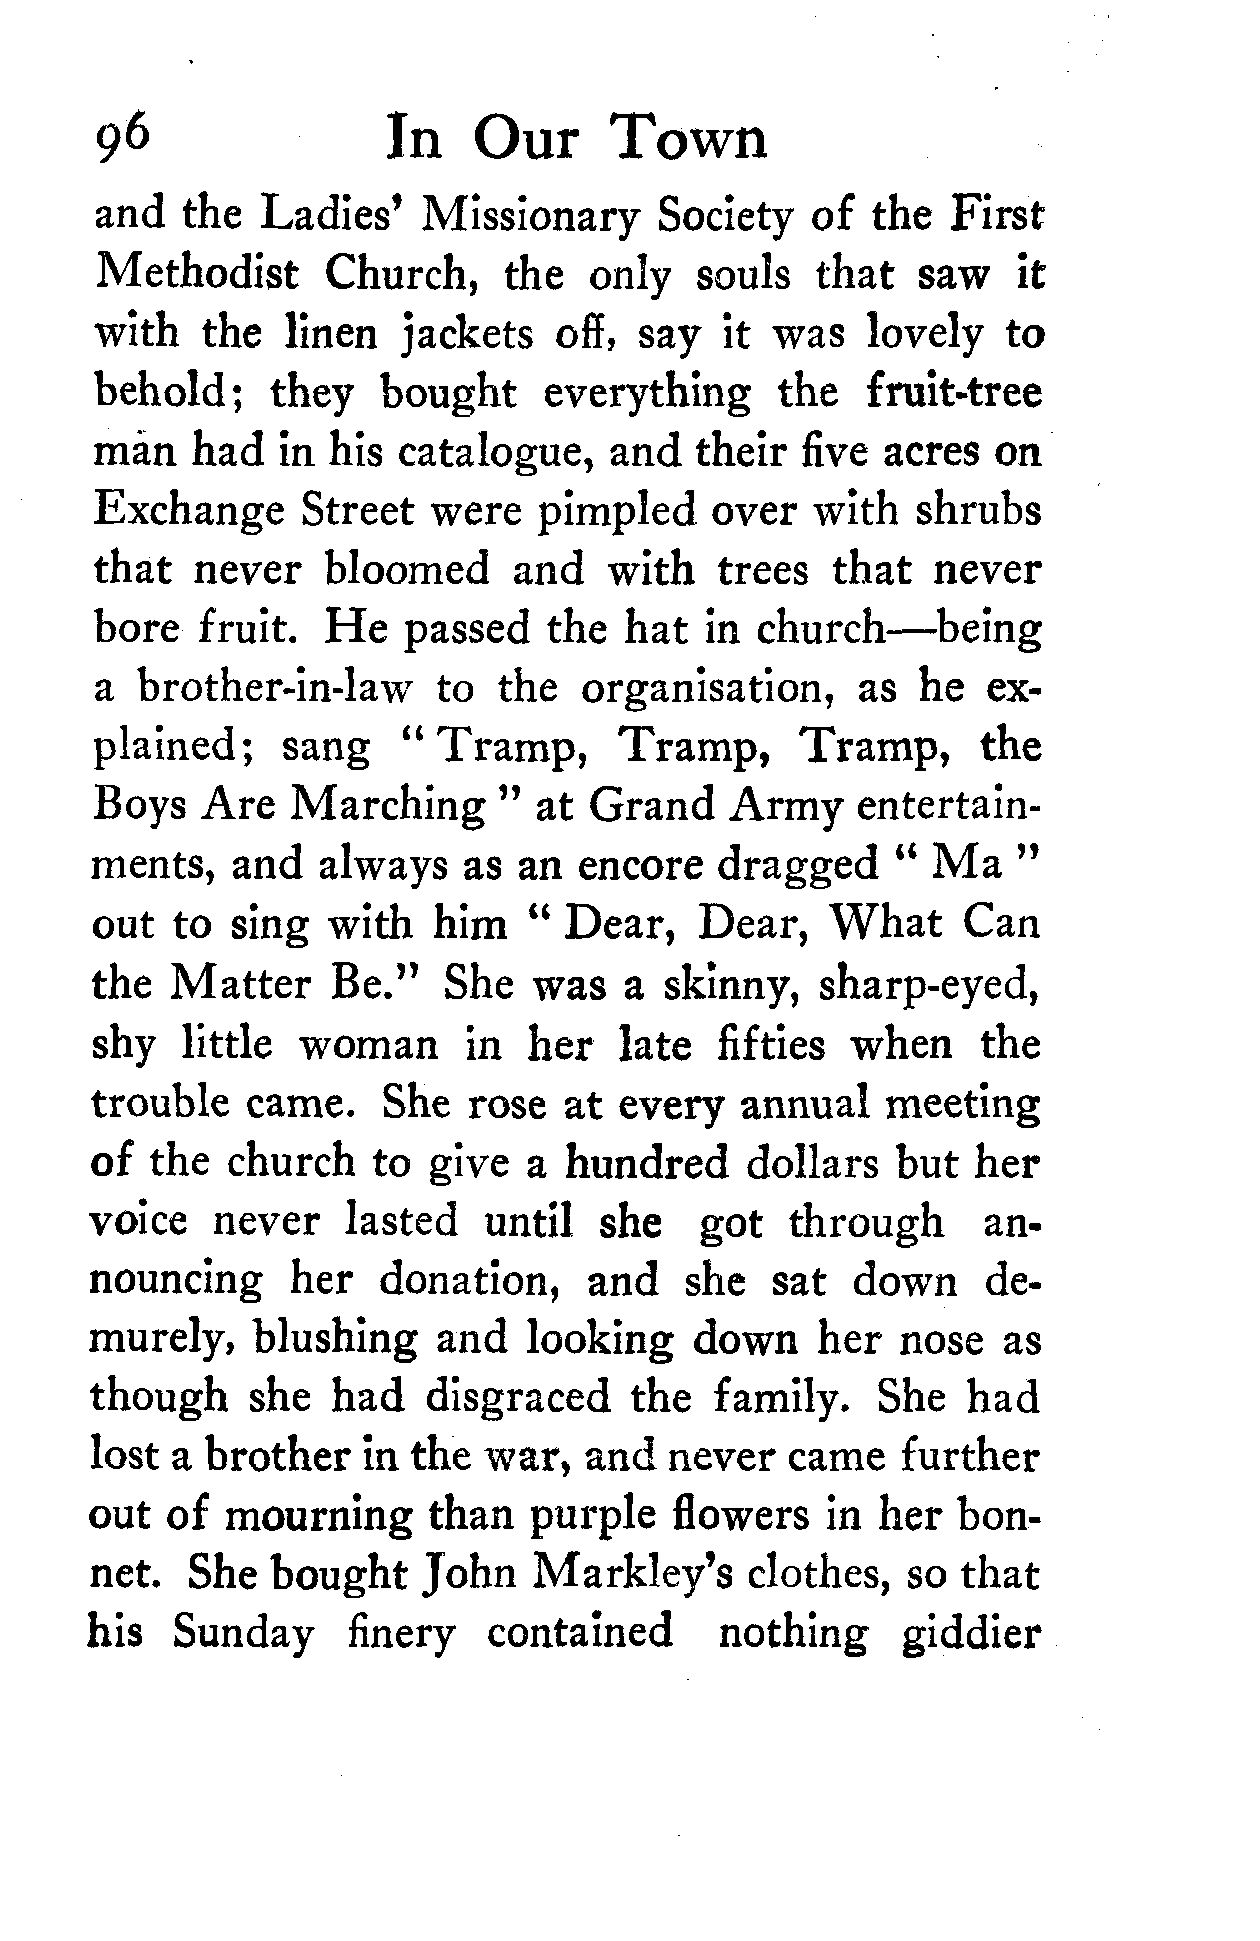 96 In Our Town
and the Ladies' Missionary Society of the First
Methodist Church, the only souls that saw it
with the linen jackets off, say it was lovely to
behold; they bought everything the fruit-tree
man had in his catalogue, and their five acres on
Exchange Street were pimpled over with shrubs
that never bloomed and with trees that never
bore fruit. He passed the hat in church—being
a brother-in-law to the organisation, as he ex-
plained; sang " Tramp, Tramp, Tramp, the
Boys Are Marching " at Grand Army entertain-
ments, and always as an encore dragged " Ma "
out to sing with him " Dear, Dear, What Can
the Matter Be." She was a skinny, sharp-eyed,
shy little woman in her late fifties when the
trouble came. She rose at every annual meeting
of the church to give a hundred dollars but her
voice never lasted until she got through an-
nouncing her donation, and she sat down de-
murely, blushing and looking down her nose as
though she had disgraced the family. She had
lost a brother in the war, and never came further
out of mourning than purple flowers in her bon-
net. She bought John Markley's clothes, so that
his Sunday finery contained nothing giddier